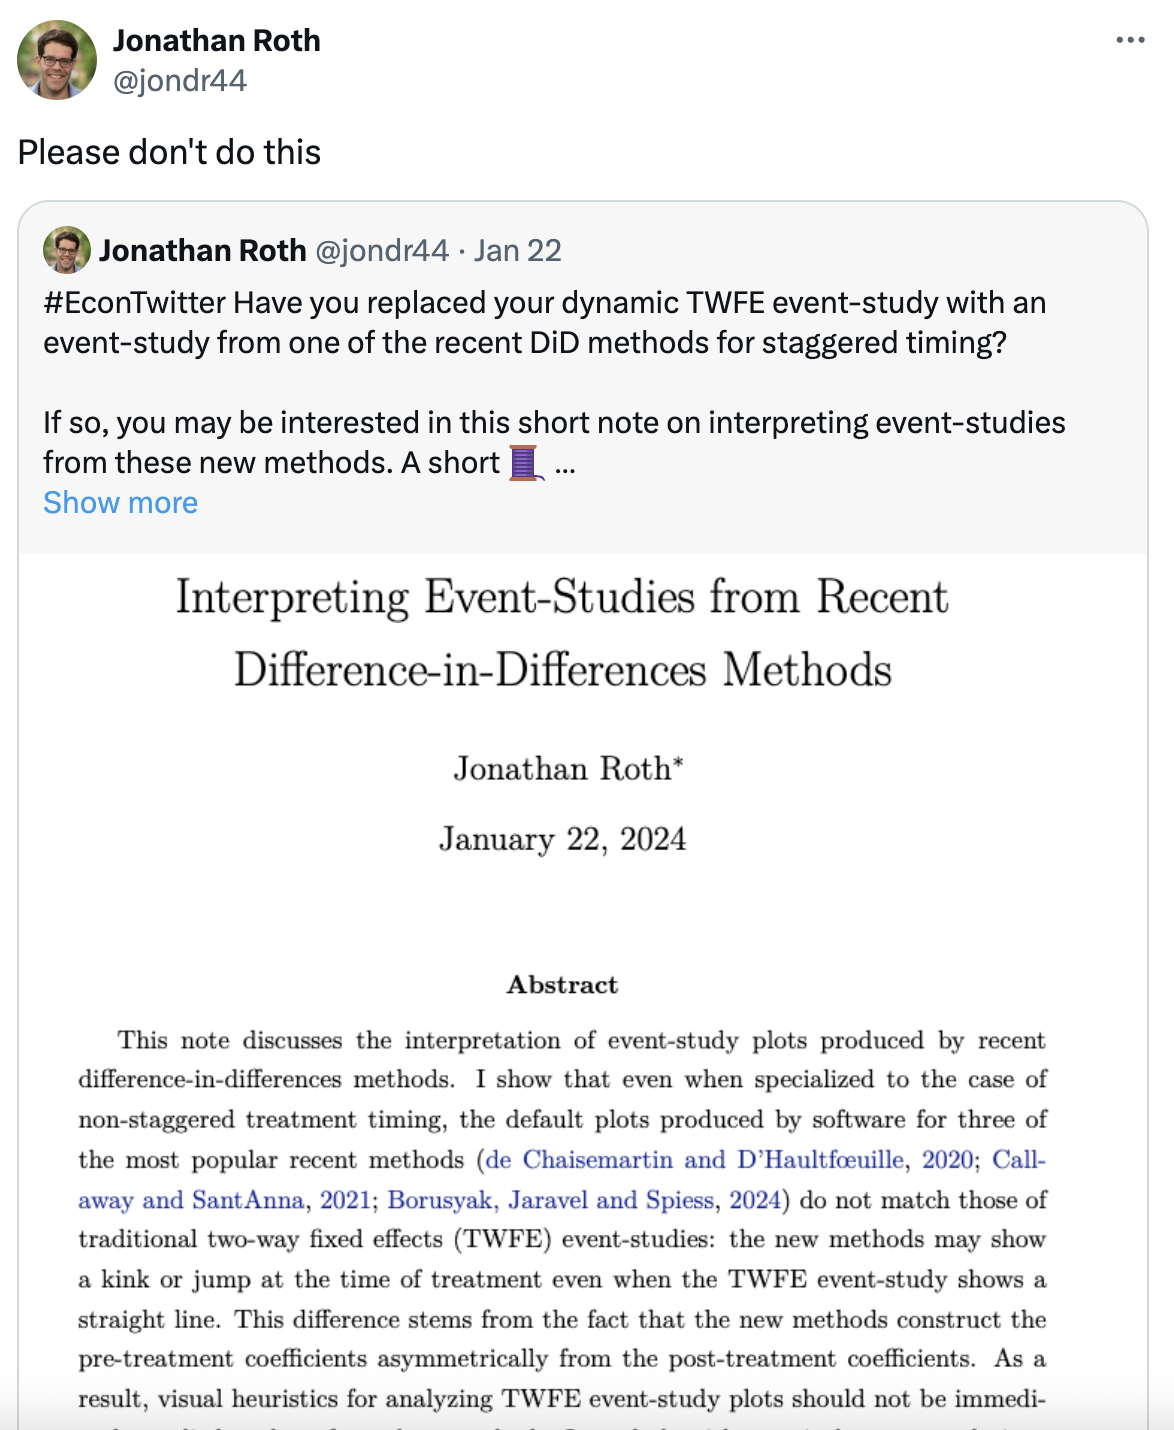 Jonathan Roth
@jondr44
Please don't do this
Jonathan Roth @jondr44 · Jan 22
#EconTwitter Have you replaced your dynamic TWFE event-study with an
event-study from one of the recent DiD methods for staggered timing?
If so, you may be interested in this short note on interpreting event-studies
from these new methods. A short 🧵 ...
Show more
Interpreting Event-Studies from Recent
Difference-in-Differences Methods
Jonathan Roth*
January 22, 2024
Abstract
This note discusses the interpretation of event-study plots produced by recent
difference-in-differences methods. I show that even when specialized to the case of
non-staggered treatment timing, the default plots produced by software for three of
the most popular recent methods (de Chaisemartin and D'Haultfœuille, 2020; Call-
away and SantAnna, 2021; Borusyak, Jaravel and Spiess, 2024) do not match those of
traditional two-way fixed effects (TWFE) event-studies: the new methods may show
a kink or jump at the time of treatment even when the TWFE event-study shows a
straight line. This difference stems from the fact that the new methods construct the
pre-treatment coefficients asymmetrically from the post-treatment coefficients. As a
result, visual heuristics for analyzing TWFE event-study plots should not be immedi-